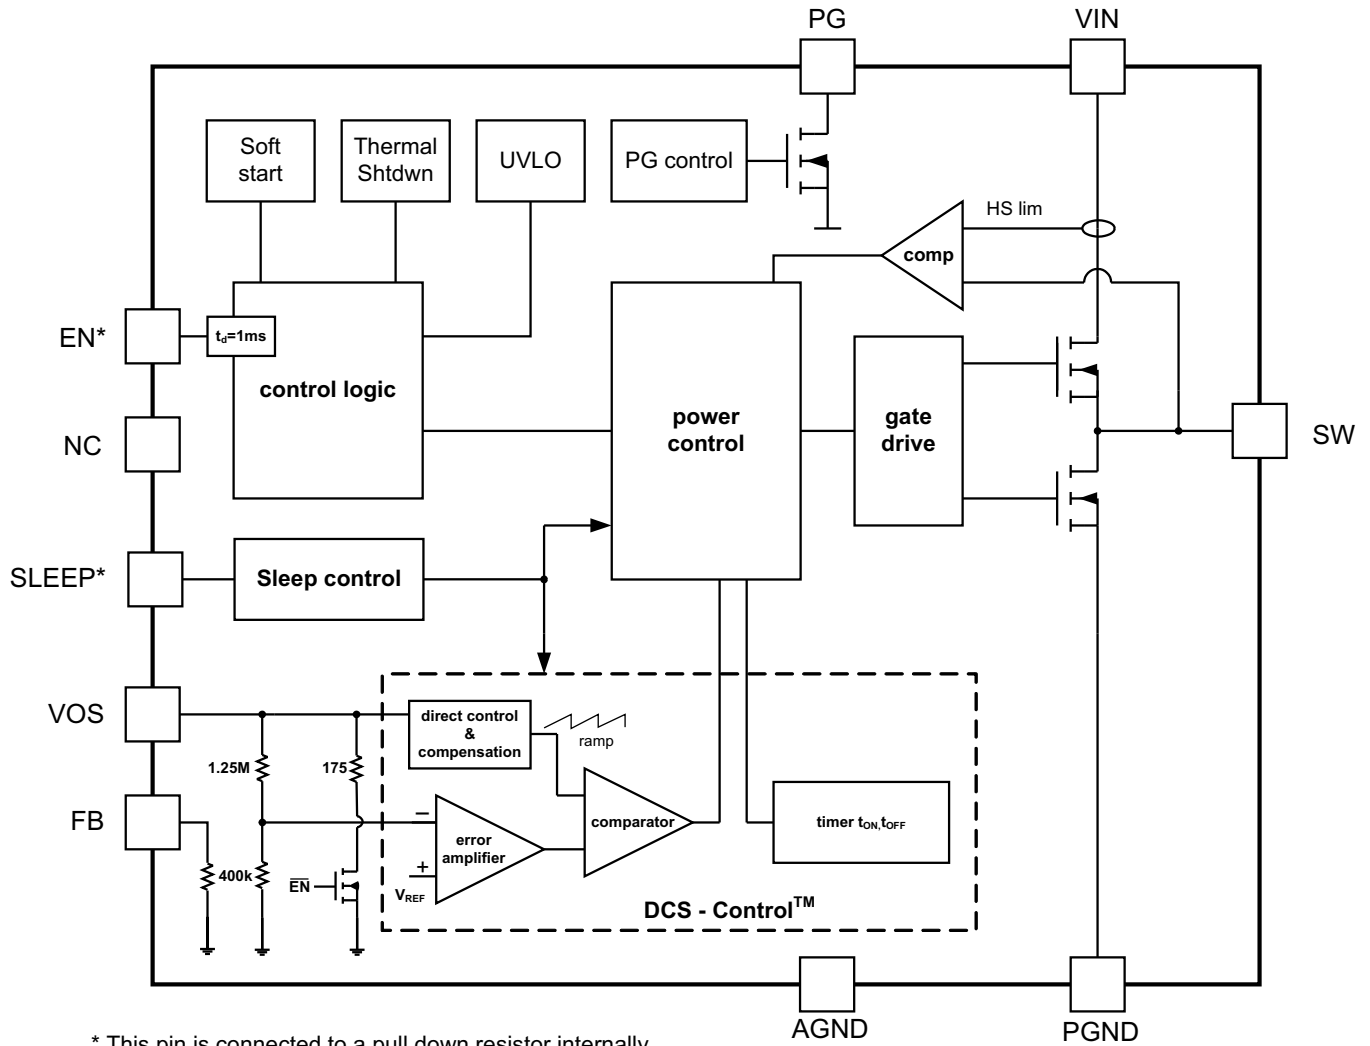 PG
VIN
Soft
start
Thermal
Shtdwn
UVLO
PG control
HS lim
comp
EN*
td=1ms
control logic
power
control
gate
drive
NC
SW
SLEEP*
Sleep control
VOS
direct control
&
compensation
ramp
1.25M
175
FB
comparator
timer tON,tOFF
error
amplifier
400k
EN
VREF
DCS - Control™
AGND
PGND
* This pin is connected to a pull down resistor internally